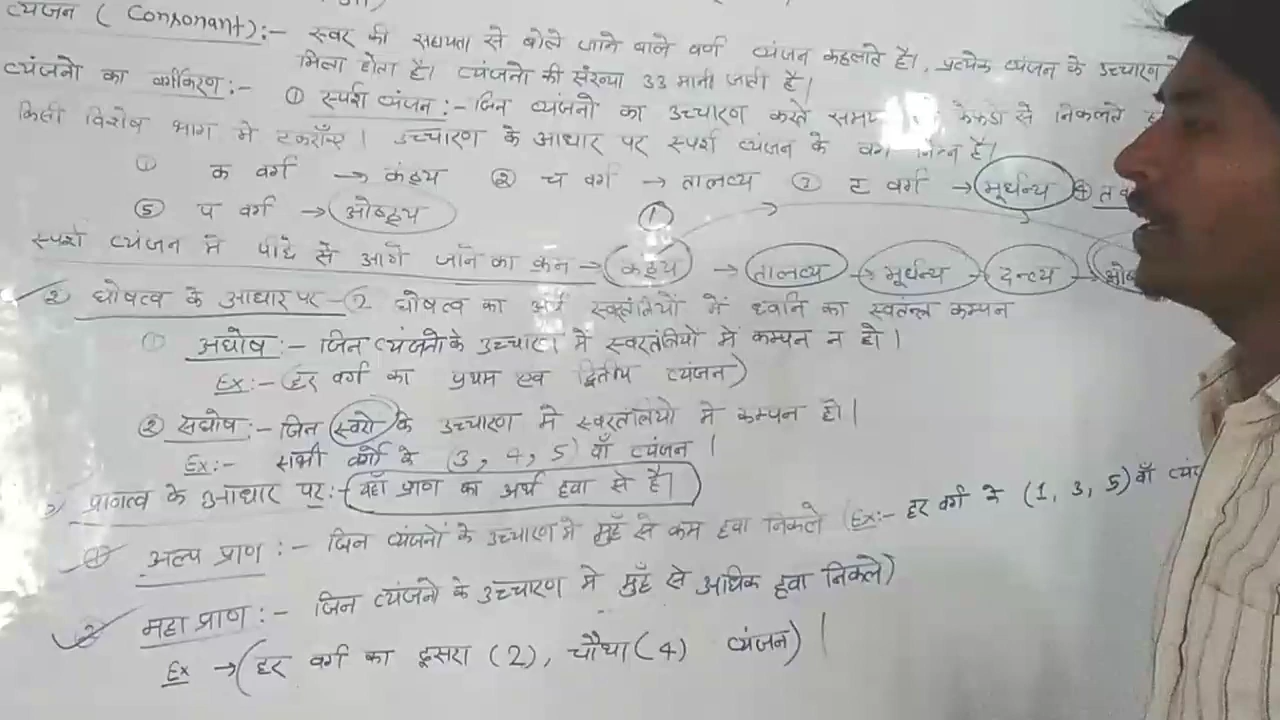 व्यंजन ( Consonant) :- स्वर की सहायता से बोले जाने वाले वर्ण व्यंजन कहलाते है। , प्रत्येक व्यंजन के उच्चारण
मिला होता है। व्यंजनो की संख्या 33 मानी जाती है।
व्यंजनो का वर्गीकरण :- ① स्पर्श व्यंजन :- जिन व्यंजनो का उच्चारण करते समय से निकलते
किसी विशेष भाग मे टकराँए। उच्चारण के आधार पर स्पर्श व्यंजन के वर्ग निम्न है।
① क वर्ग → कंठ्य ② च वर्ग → तालव्य ③ ट वर्ग → मूर्धन्य ④ त
⑤ प वर्ग → ओष्ठ्य
①
स्पर्श व्यंजन मे पीछे से आगे जाँने का क्रम → कंठ्य → तालव्य → मूर्धन्य → दन्त्य →
② घोषत्व के आधार पर - घोषत्व का अर्थ स्वरतंत्रियों में ध्वनि का स्वतंन्त्र कम्पन
① अघोष :- जिन व्यंजनो के उच्चारण में स्वरतंत्रियों मे कम्पन न हो।
Ex :- (हर वर्ग का प्रथम एव द्वितीय व्यंजन)
② सघोष :- जिन स्वरो के उच्चारण मे स्वरतंत्रियो मे कम्पन हो।
Ex :- सभी वर्गो के (3, 4, 5) वाँ व्यंजन ।
प्रानत्व के आधार पर :- यहाँ प्राण का अर्थ हवा से है।
① अल्प प्राण :- जिन व्यंजनों के उच्चारण मे मुहँ से कम हवा निकले (Ex :- हर वर्ग के (1, 3, 5) वाँ
② महा प्राण :- जिन व्यंजनो के उच्चारण मे मुहँ से अधिक हवा निकले)
Ex → (हर वर्ग का दूसरा (2), चौथा (4) व्यंजन) ।